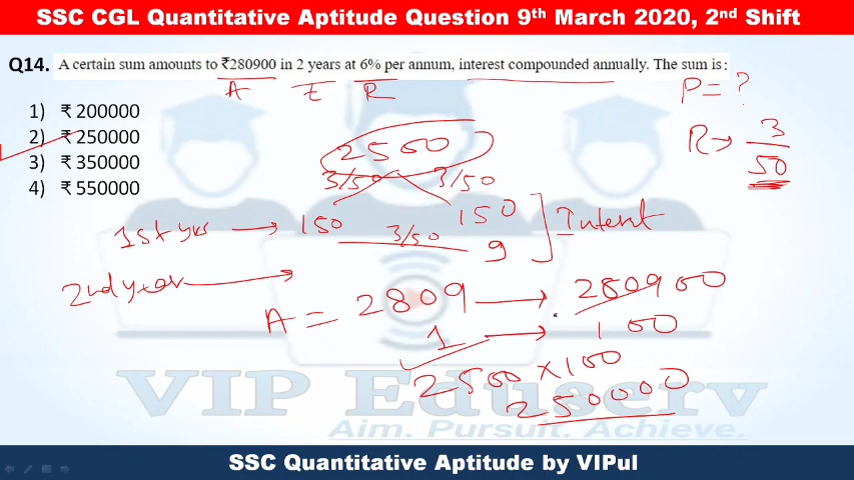 SSC CGL Quantitative Aptitude Question 9th March 2020, 2nd Shift
Q14. A certain sum amounts to ₹280900 in 2 years at 6% per annum, interest compounded annually. The sum is:
A t R
P = ?
1) ₹ 200000
2) ₹ 250000
3) ₹ 350000
4) ₹ 550000
R → 3/50
2500
3/50 3/50
1st yrs → 150 150
3/50 9
2nd year →
A = 2809 → 280900
1 → 100
2500 × 100
250000
VIP Eduserv
Aim. Pursuit. Achieve.
SSC Quantitative Aptitude by VIPul